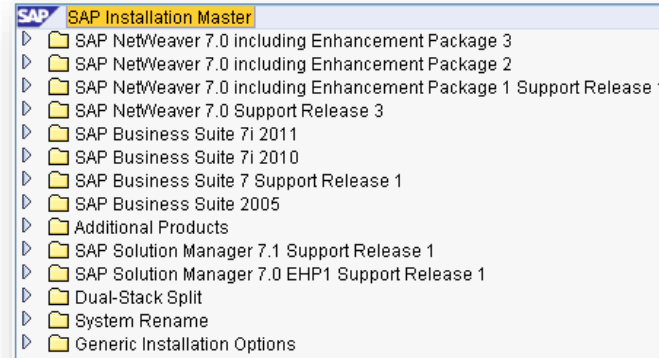 SAP SAP Installation Master
SAP NetWeaver 7.0 including Enhancement Package 3
SAP NetWeaver 7.0 including Enhancement Package 2
SAP NetWeaver 7.0 including Enhancement Package 1 Support Release 1
SAP NetWeaver 7.0 Support Release 3
SAP Business Suite 7i 2011
SAP Business Suite 7i 2010
SAP Business Suite 7 Support Release 1
SAP Business Suite 2005
Additional Products
SAP Solution Manager 7.1 Support Release 1
SAP Solution Manager 7.0 EHP1 Support Release 1
Dual-Stack Split
System Rename
Generic Installation Options